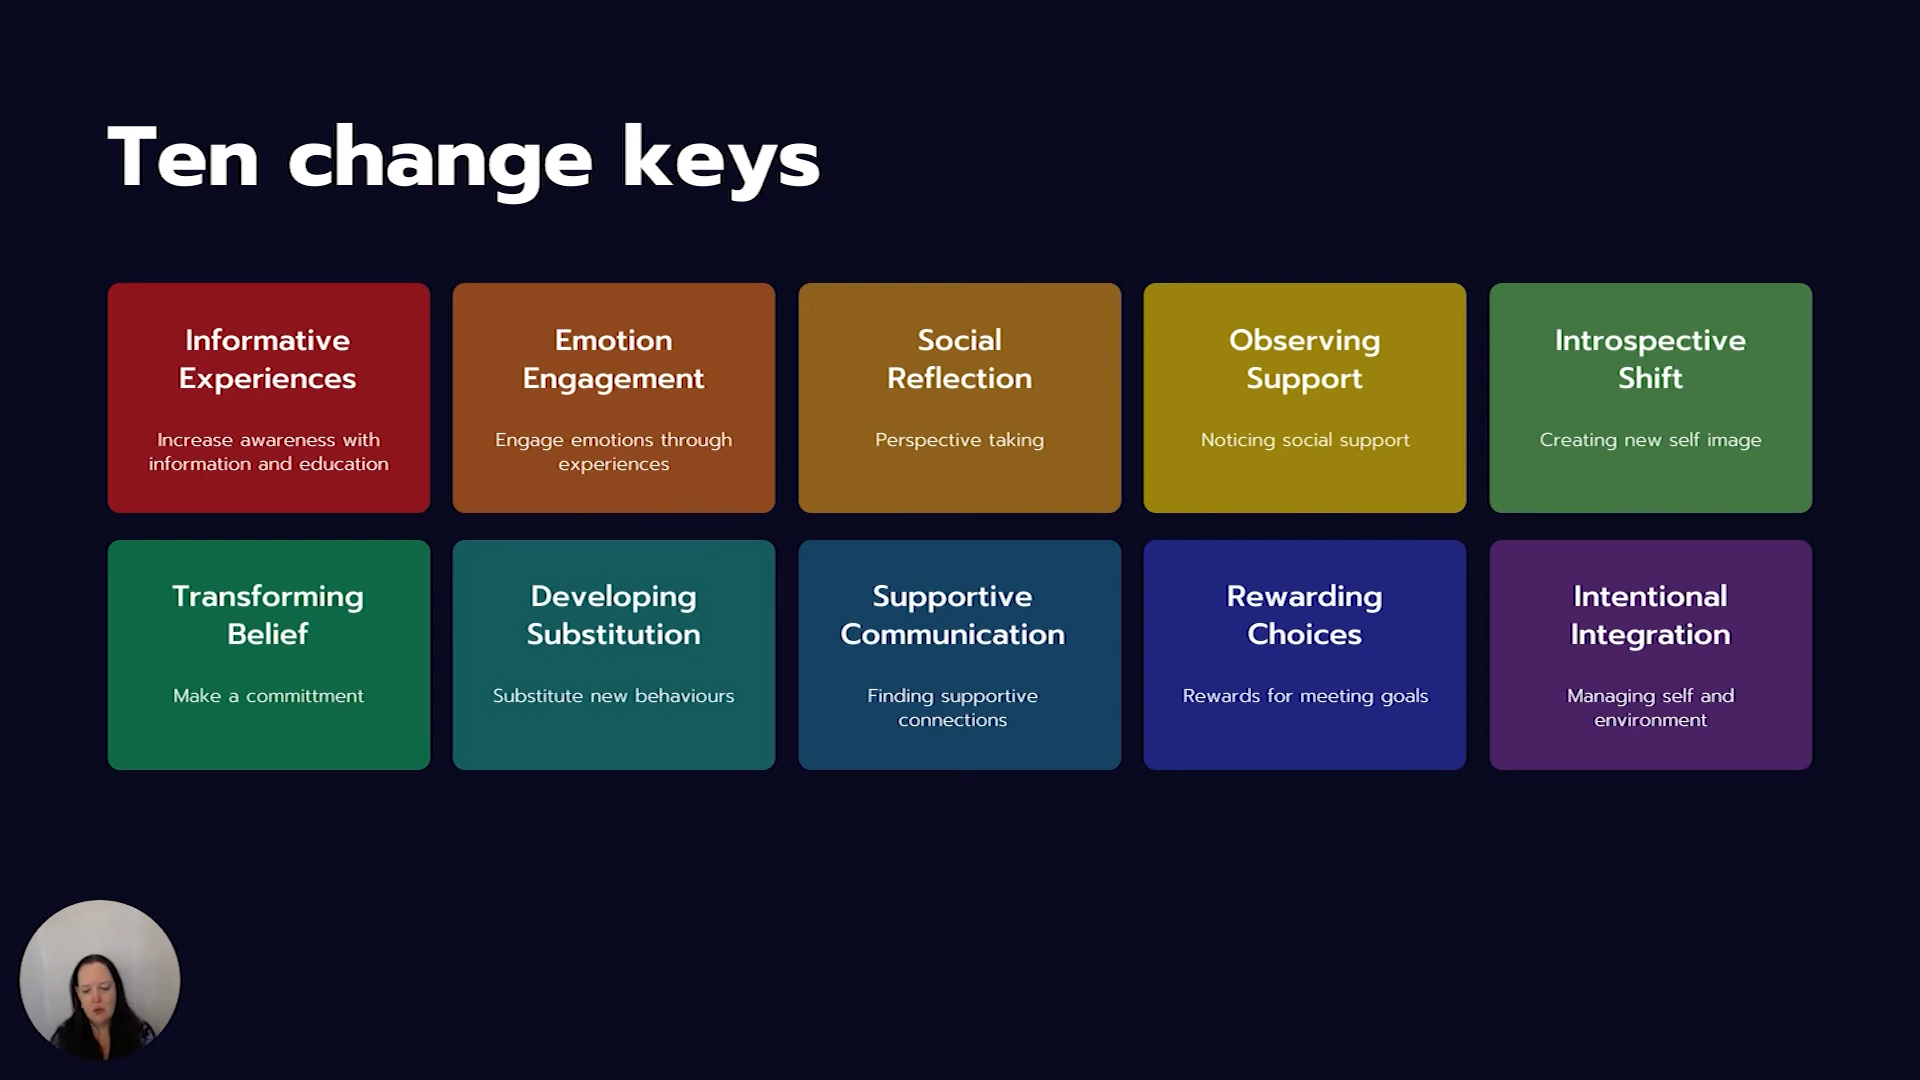 Ten change keys
Informative
Experiences
Increase awareness with
information and education
Emotion
Engagement
Engage emotions through
experiences
Social
Reflection
Perspective taking
Observing
Support
Noticing social support
Introspective
Shift
Creating new self image
Transforming
Belief
Make a committment
Developing
Substitution
Substitute new behaviours
Supportive
Communication
Finding supportive
connections
Rewarding
Choices
Rewards for meeting goals
Intentional
Integration
Managing self and
environment